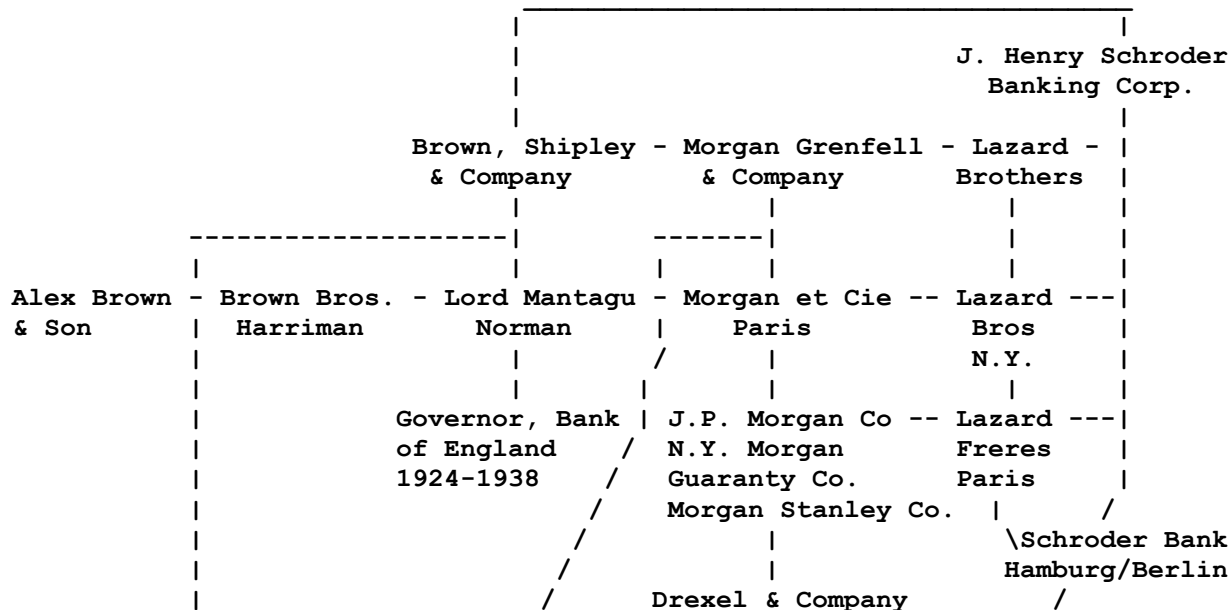 J. Henry Schroder
Banking Corp.
Brown, Shipley - Morgan Grenfell - Lazard -
& Company & Company Brothers
Alex Brown - Brown Bros. - Lord Mantagu - Morgan et Cie -- Lazard ---
& Son Harriman Norman Paris Bros
N.Y.
Governor, Bank J.P. Morgan Co -- Lazard ---
of England N.Y. Morgan Freres
1924-1938 Guaranty Co. Paris
Morgan Stanley Co.
Schroder Bank
Hamburg/Berlin
Drexel & Company